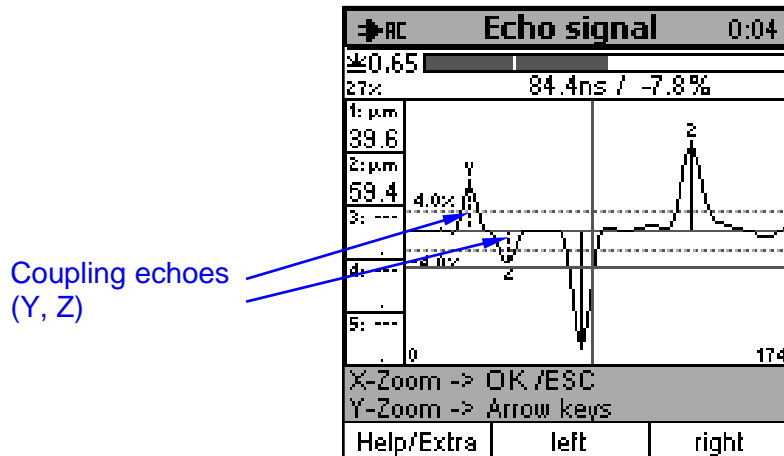 AC Echo signal 0:04
0.65
27% 84.4ns / -7.8%
1: µm
39.6
2: µm
59.4
3: ---
.
4: ---
.
5: ---
.
4.0%
-4.0%
Y
Z
2
0 174
Coupling echoes
(Y, Z)
X-Zoom -> OK/ESC
Y-Zoom -> Arrow keys
Help/Extra left right